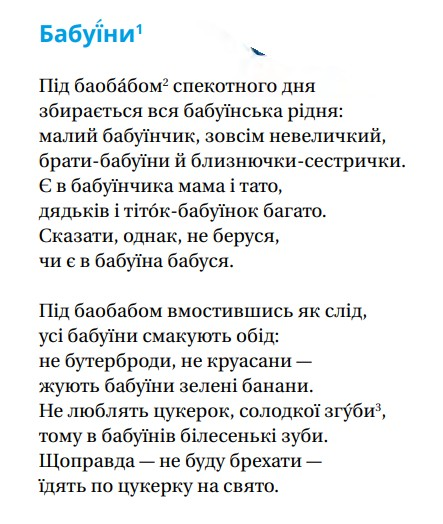 Бабуї́ни¹
Під баоба́бом² спекотного дня
збирається вся бабуїнська рідня:
малий бабуїнчик, зовсім невеличкий,
брати-бабуїни й близнючки-сестрички.
Є в бабуїнчика мама і тато,
дядьків і тіто́к-бабуїнок багато.
Сказати, однак, не беруся,
чи є в бабуїна бабуся.
Під баобабом вмостившись як слід,
усі бабуїни смакують обід:
не бутерброди, не круасани —
жують бабуїни зелені банани.
Не люблять цукерок, солодкої згу́би³,
тому в бабуїнів білесенькі зуби.
Щоправда — не буду брехати —
їдять по цукерку на свято.